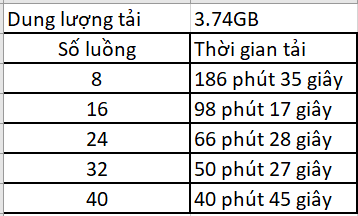 Dung lượng tải 3.74GB
Số luồng Thời gian tải
8 186 phút 35 giây
16 98 phút 17 giây
24 66 phút 28 giây
32 50 phút 27 giây
40 40 phút 45 giây